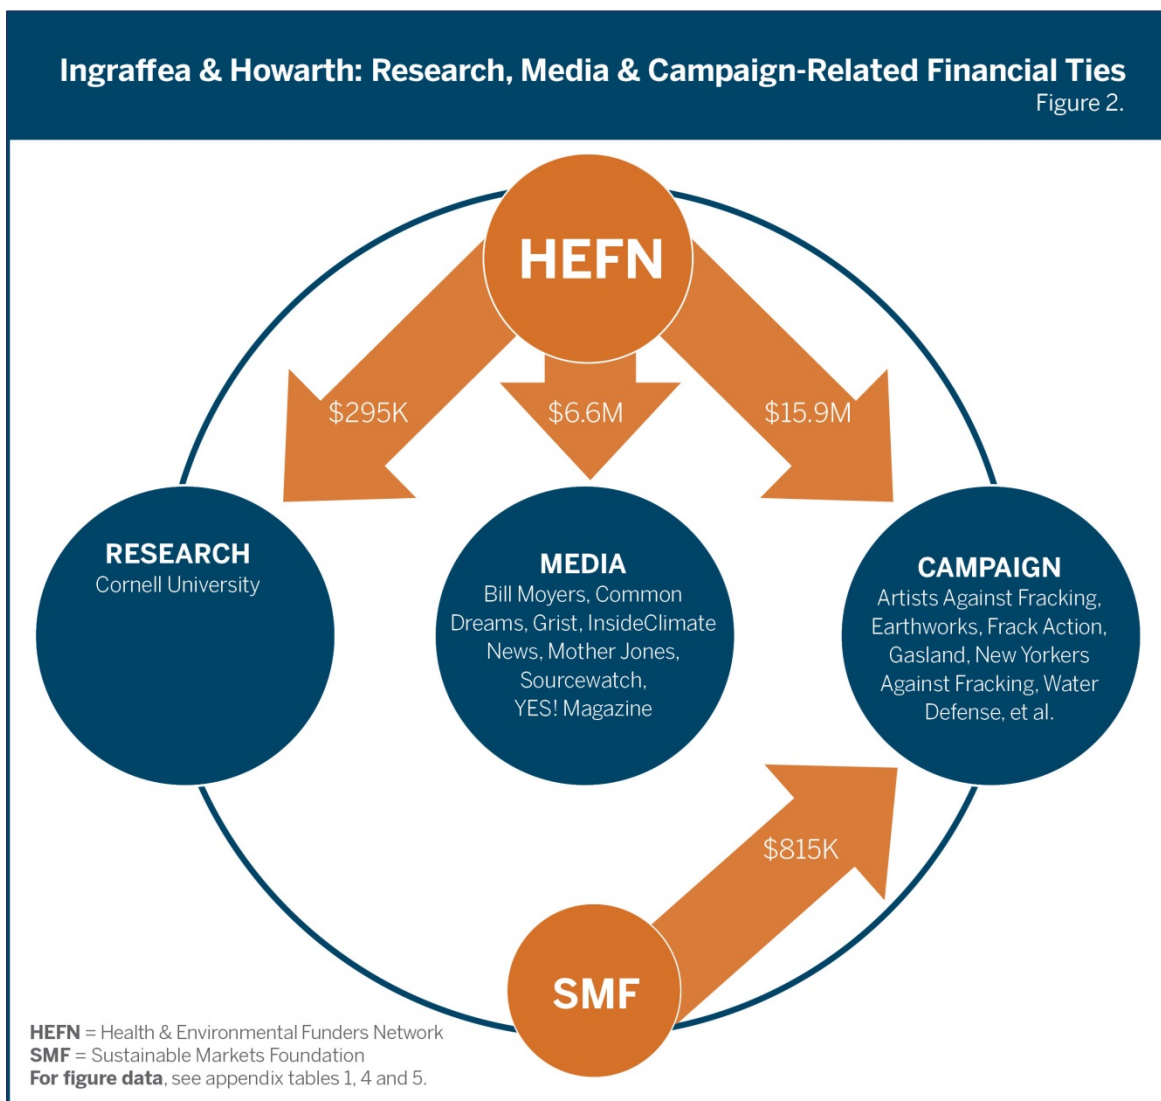 Ingraffea & Howarth: Research, Media & Campaign-Related Financial Ties
Figure 2.
HEFN
$295K
$6.6M
$15.9M
RESEARCH
Cornell University
MEDIA
Bill Moyers, Common
Dreams, Grist, InsideClimate
News, Mother Jones,
Sourcewatch,
YES! Magazine
CAMPAIGN
Artists Against Fracking,
Earthworks, Frack Action,
Gasland, New Yorkers
Against Fracking, Water
Defense, et al.
$815K
SMF
HEFN = Health & Environmental Funders Network
SMF = Sustainable Markets Foundation
For figure data, see appendix tables 1, 4 and 5.